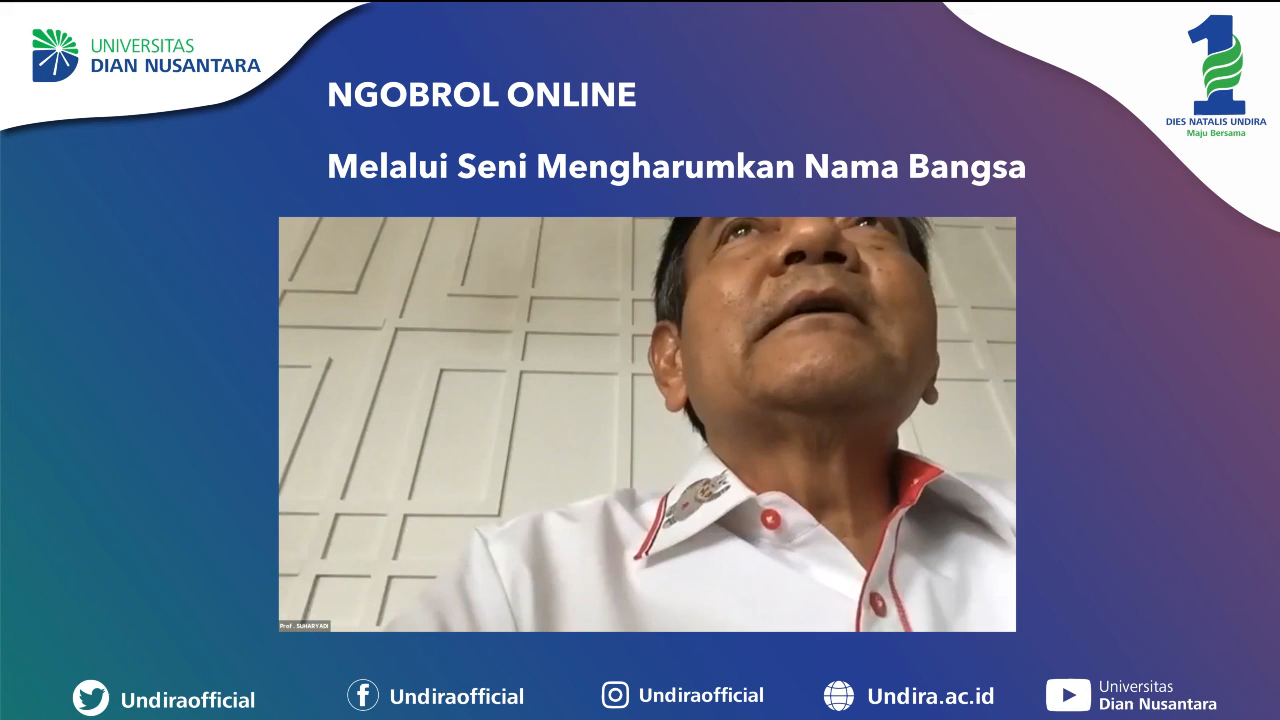 UNIVERSITAS
DIAN NUSANTARA
1
DIES NATALIS UNDIRA
Maju Bersama
NGOBROL ONLINE
Melalui Seni Mengharumkan Nama Bangsa
Prof . SUHARYADI
Undiraofficial
Undiraofficial
Undiraofficial
Undira.ac.id
Universitas
Dian Nusantara